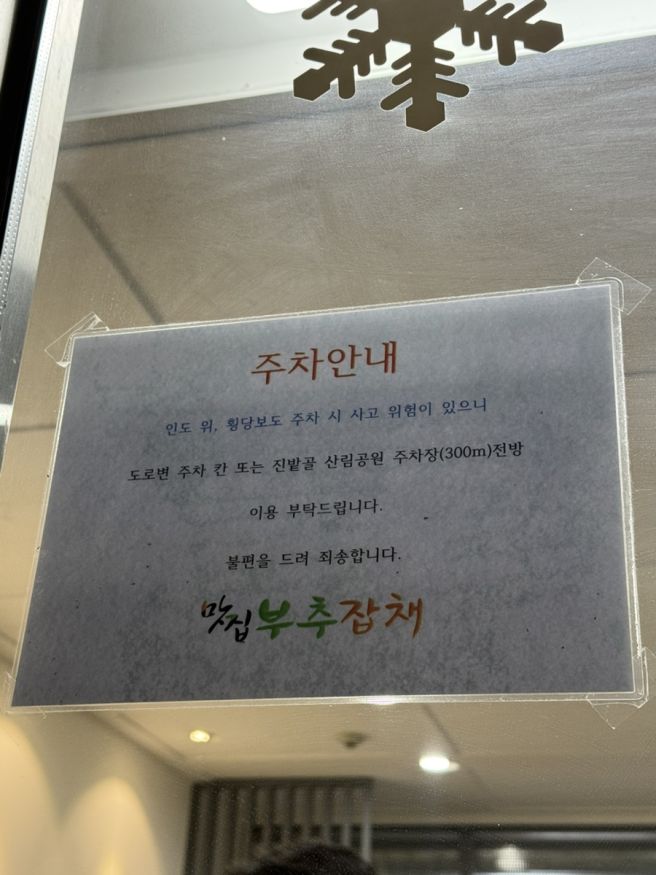 주차안내
인도 위, 횡당보도 주차 시 사고 위험이 있으니
도로변 주차 칸 또는 진밭골 산림공원 주차장(300m)전방
이용 부탁드립니다.
불편을 드려 죄송합니다.
맛집부추잡채